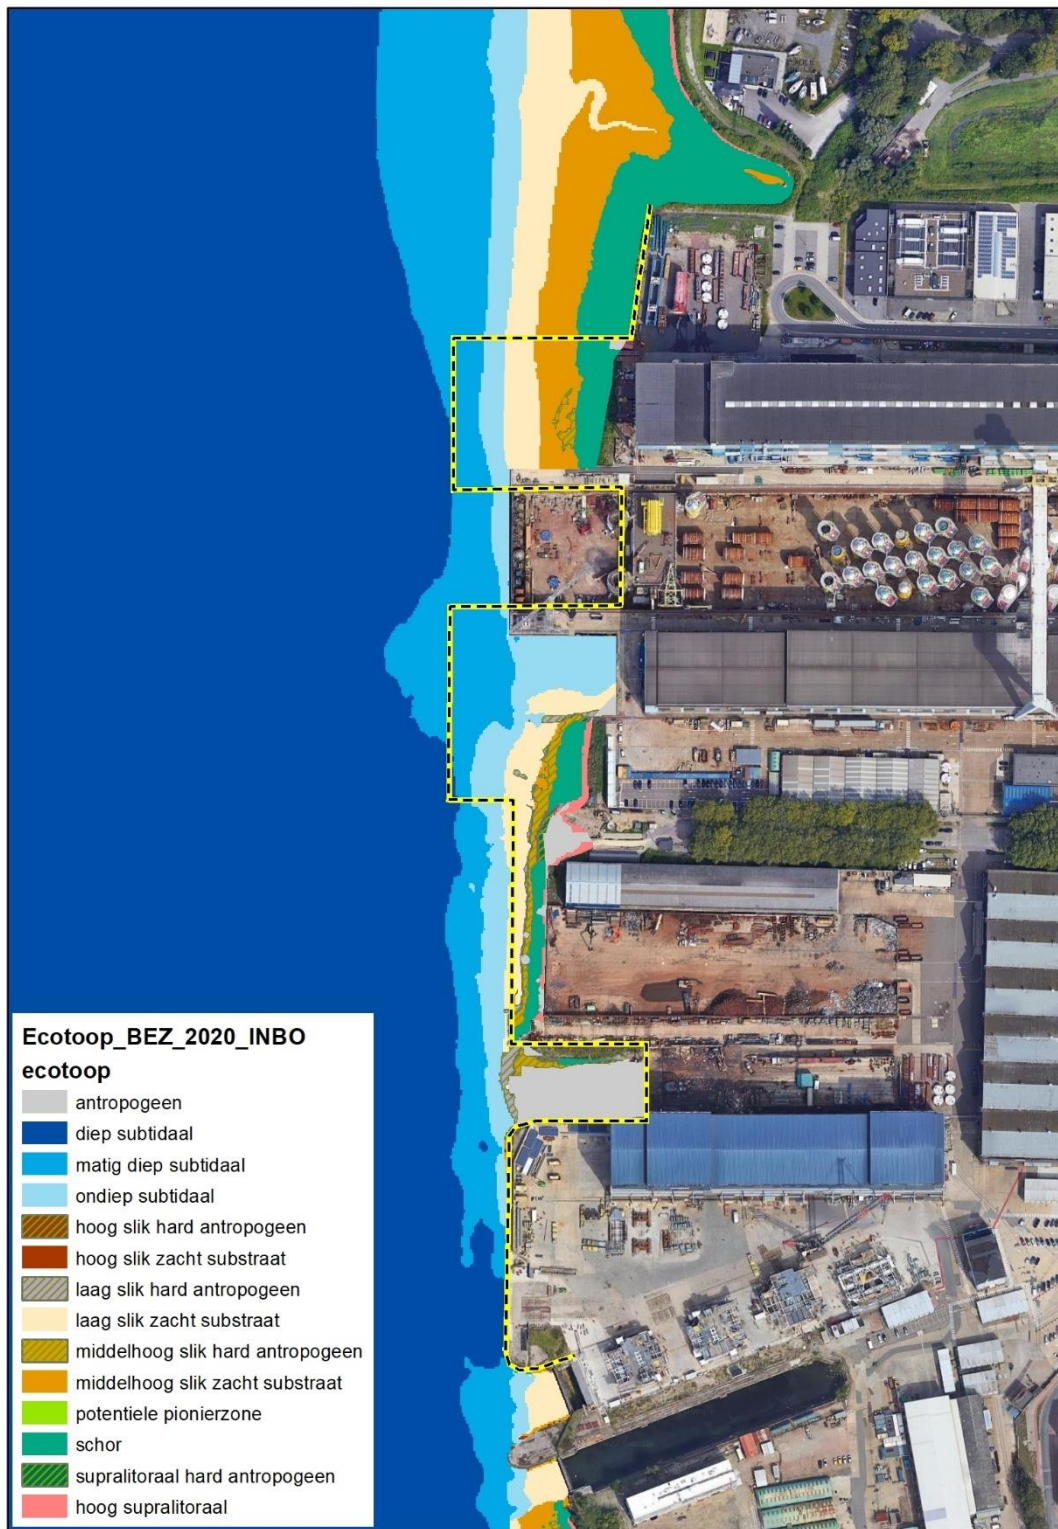 Ecotoop_BEZ_2020_INBO
ecotoop
antropogeen
diep subtidaal
matig diep subtidaal
ondiep subtidaal
hoog slik hard antropogeen
hoog slik zacht substraat
laag slik hard antropogeen
laag slik zacht substraat
middelhoog slik hard antropogeen
middelhoog slik zacht substraat
potentiele pionierzone
schor
supralitoraal hard antropogeen
hoog supralitoraal